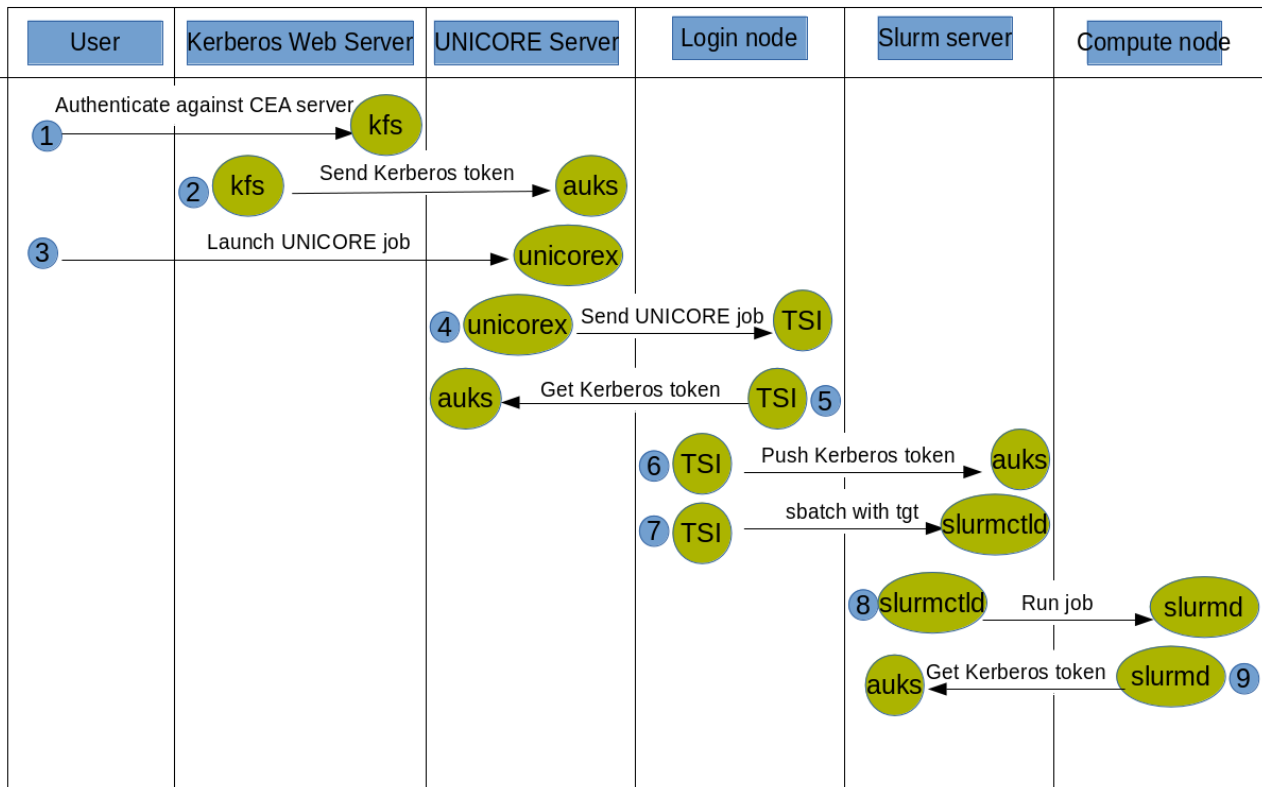 User
Kerberos Web Server
UNICORE Server
Login node
Slurm server
Compute node
Authenticate against CEA server
1
kfs
2
kfs
Send Kerberos token
auks
3
Launch UNICORE job
unicorex
4
unicorex
Send UNICORE job
TSI
auks
Get Kerberos token
TSI
5
6
TSI
Push Kerberos token
auks
7
TSI
sbatch with tgt
slurmctld
8
slurmctld
Run job
slurmd
auks
Get Kerberos token
slurmd
9